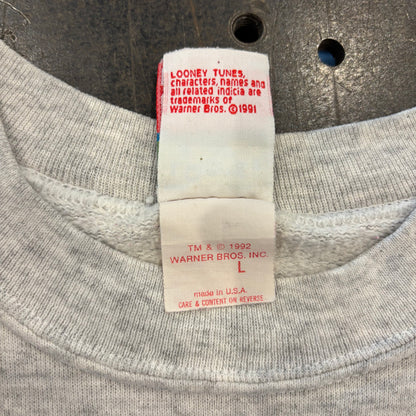 LOONEY TUNES,
characters, names and
all related indicia are
trademarks of
Warner Bros. ©1991
TM & © 1992
WARNER BROS. INC.
L
made in U.S.A.
CARE & CONTENT ON REVERSE